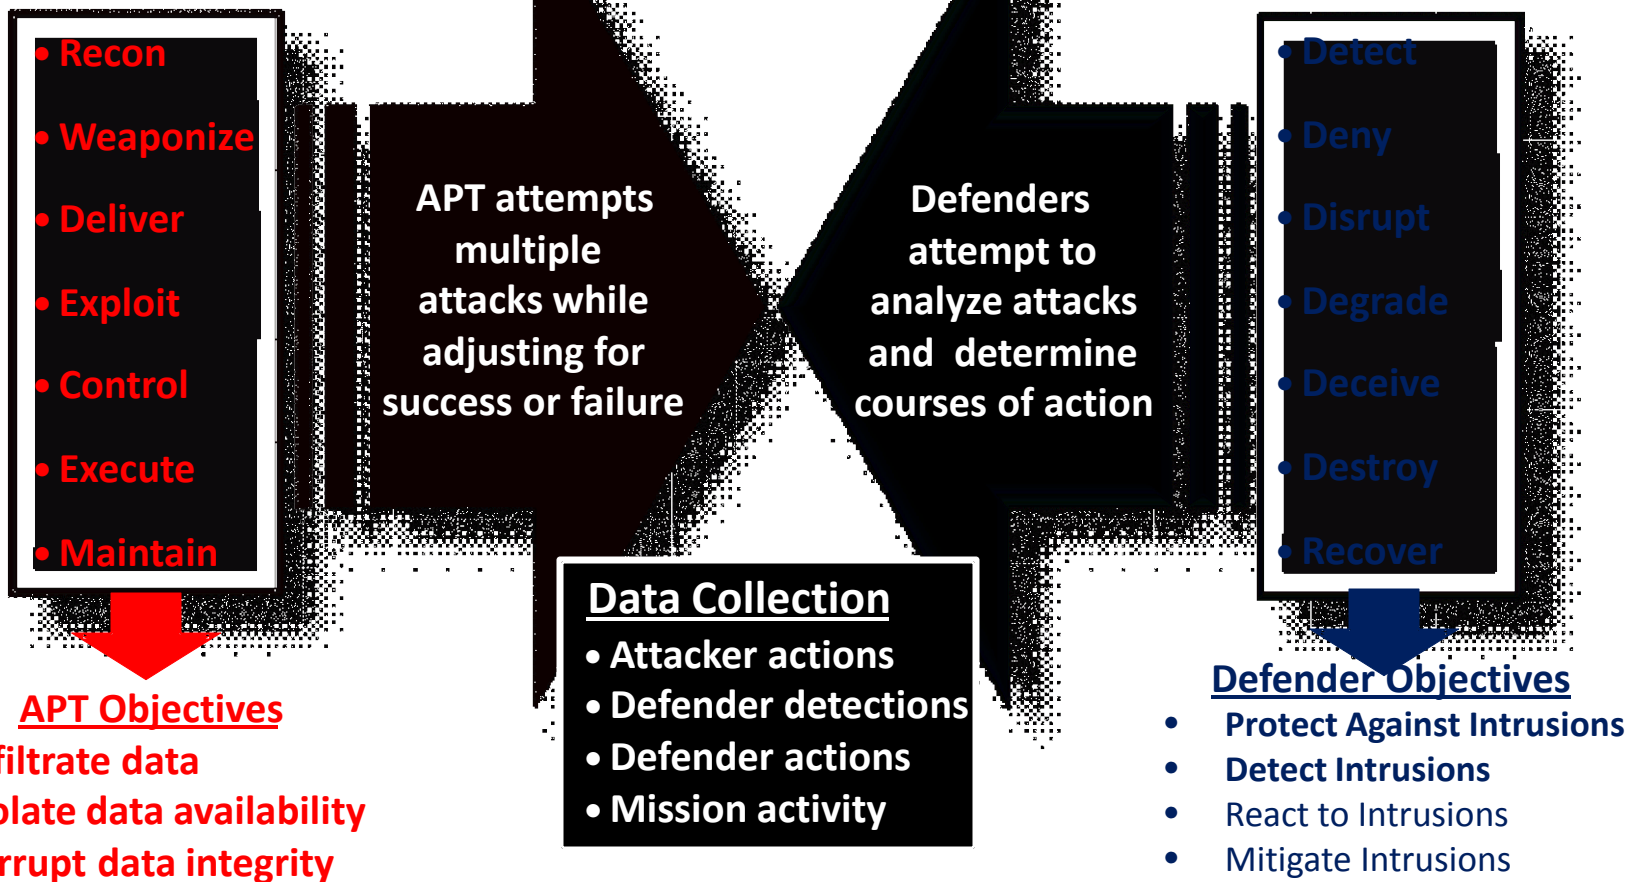 • Recon
• Weaponize
• Deliver
• Exploit
• Control
• Execute
• Maintain
APT attempts
multiple
attacks while
adjusting for
success or failure
Defenders
attempt to
analyze attacks
and determine
courses of action
• Detect
• Deny
• Disrupt
• Degrade
• Deceive
• Destroy
• Recover
Data Collection
• Attacker actions
• Defender detections
• Defender actions
• Mission activity
APT Objectives
filtrate data
olate data availability
rrupt data integrity
Defender Objectives
• Protect Against Intrusions
• Detect Intrusions
• React to Intrusions
• Mitigate Intrusions